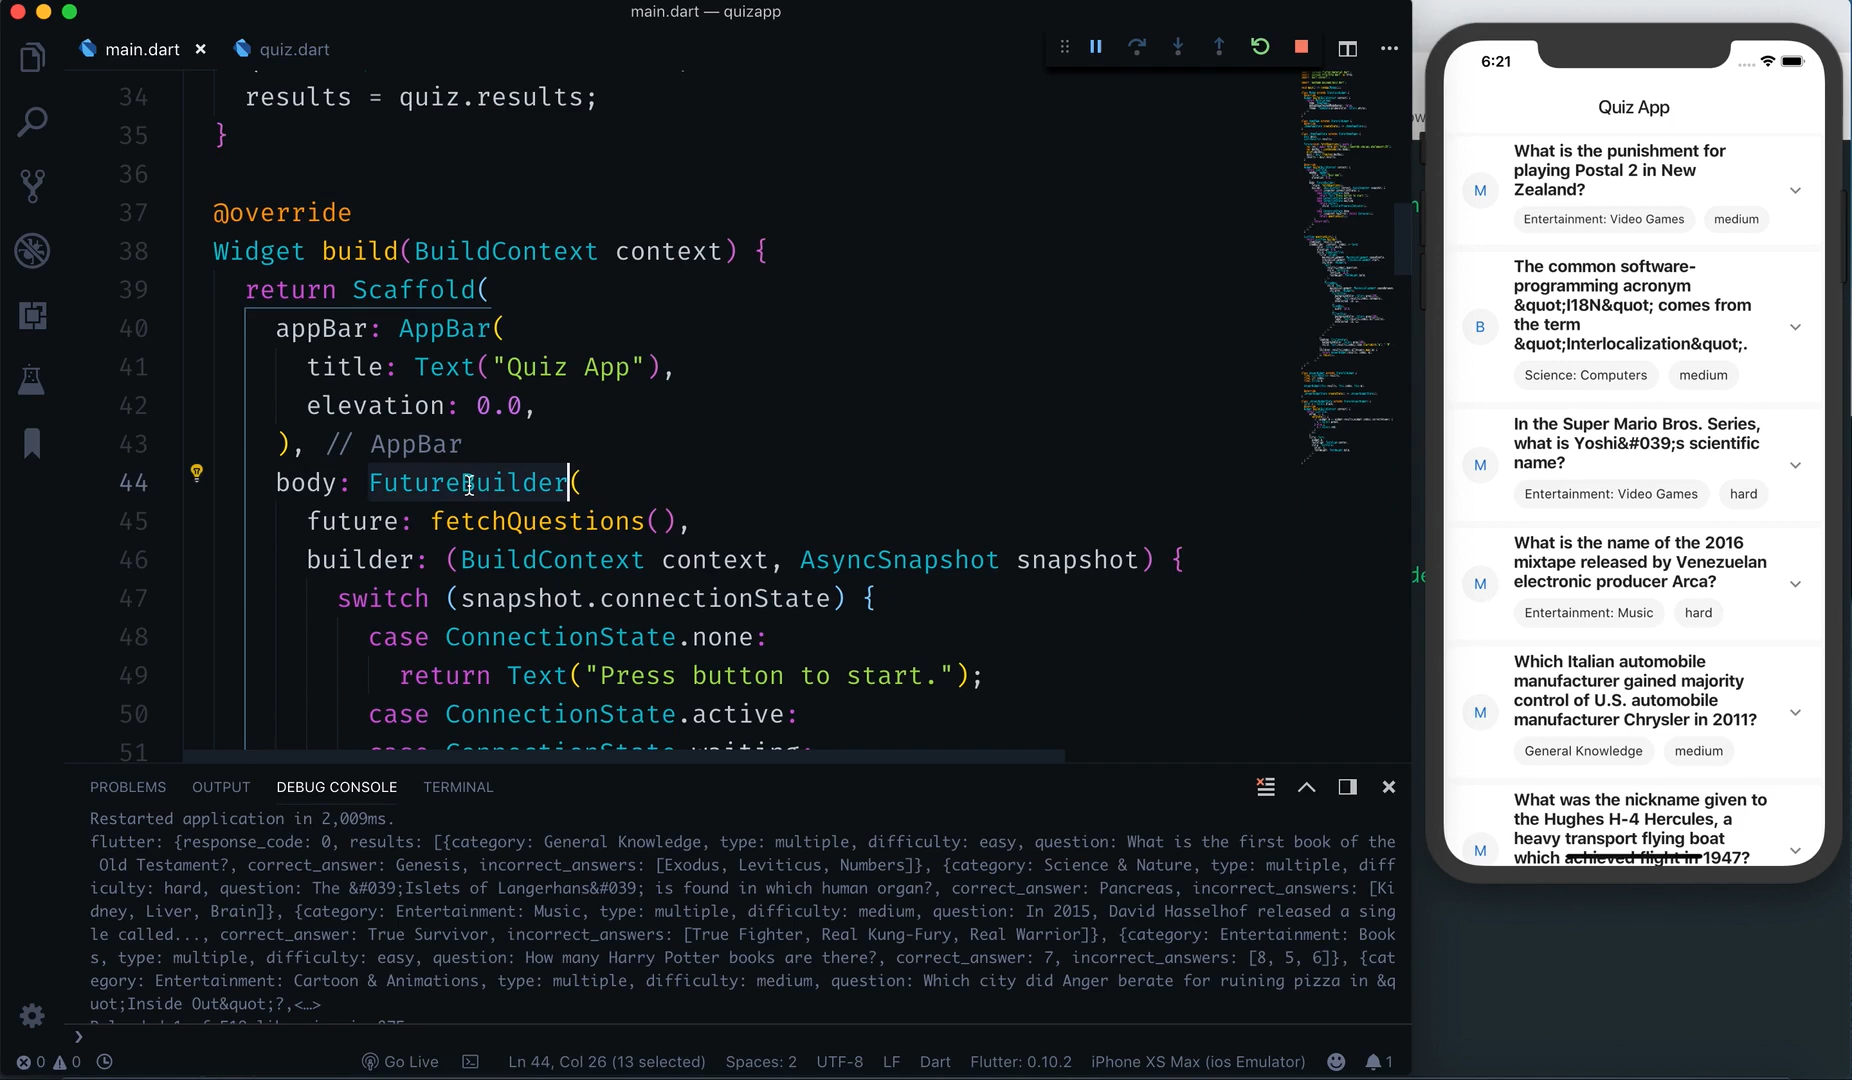 main.dart — quizapp
main.dart
quiz.dart
34 results = quiz.results;
35 }
36
37 @override
38 Widget build(BuildContext context) {
39 return Scaffold(
40 appBar: AppBar(
41 title: Text("Quiz App"),
42 elevation: 0.0,
43 ), // AppBar
44 body: FutureBuilder(
45 future: fetchQuestions(),
46 builder: (BuildContext context, AsyncSnapshot snapshot) {
47 switch (snapshot.connectionState) {
48 case ConnectionState.none:
49 return Text("Press button to start.");
50 case ConnectionState.active:
51 case ConnectionState.waiting:
PROBLEMS OUTPUT DEBUG CONSOLE TERMINAL
Restarted application in 2,009ms.
flutter: {response_code: 0, results: [{category: General Knowledge, type: multiple, difficulty: easy, question: What is the first book of the
Old Testament?, correct_answer: Genesis, incorrect_answers: [Exodus, Leviticus, Numbers]}, {category: Science & Nature, type: multiple, diff
iculty: hard, question: The &#039;Islets of Langerhans&#039; is found in which human organ?, correct_answer: Pancreas, incorrect_answers: [Ki
dney, Liver, Brain]}, {category: Entertainment: Music, type: multiple, difficulty: medium, question: In 2015, David Hasselhof released a sing
le called..., correct_answer: True Survivor, incorrect_answers: [True Fighter, Real Kung-Fury, Real Warrior]}, {category: Entertainment: Book
s, type: multiple, difficulty: easy, question: How many Harry Potter books are there?, correct_answer: 7, incorrect_answers: [8, 5, 6]}, {cat
egory: Entertainment: Cartoon & Animations, type: multiple, difficulty: medium, question: Which city did Anger berate for ruining pizza in &q
uot;Inside Out&quot;?,<…>
0 0 Go Live Ln 44, Col 26 (13 selected) Spaces: 2 UTF-8 LF Dart Flutter: 0.10.2 iPhone XS Max (ios Emulator) 1
6:21
Quiz App
M
What is the punishment for
playing Postal 2 in New
Zealand?
Entertainment: Video Games medium
B
The common software-
programming acronym
&quot;I18N&quot; comes from
the term
&quot;Interlocalization&quot;.
Science: Computers medium
M
In the Super Mario Bros. Series,
what is Yoshi&#039;s scientific
name?
Entertainment: Video Games hard
M
What is the name of the 2016
mixtape released by Venezuelan
electronic producer Arca?
Entertainment: Music hard
M
Which Italian automobile
manufacturer gained majority
control of U.S. automobile
manufacturer Chrysler in 2011?
General Knowledge medium
M
What was the nickname given to
the Hughes H-4 Hercules, a
heavy transport flying boat
which achieved flight in 1947?